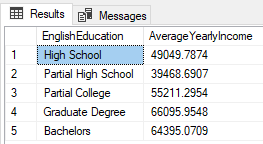 Results Messages
EnglishEducation AverageYearlyIncome
1 High School 49049.7874
2 Partial High School 39468.6907
3 Partial College 55211.2954
4 Graduate Degree 66095.9548
5 Bachelors 64395.0709